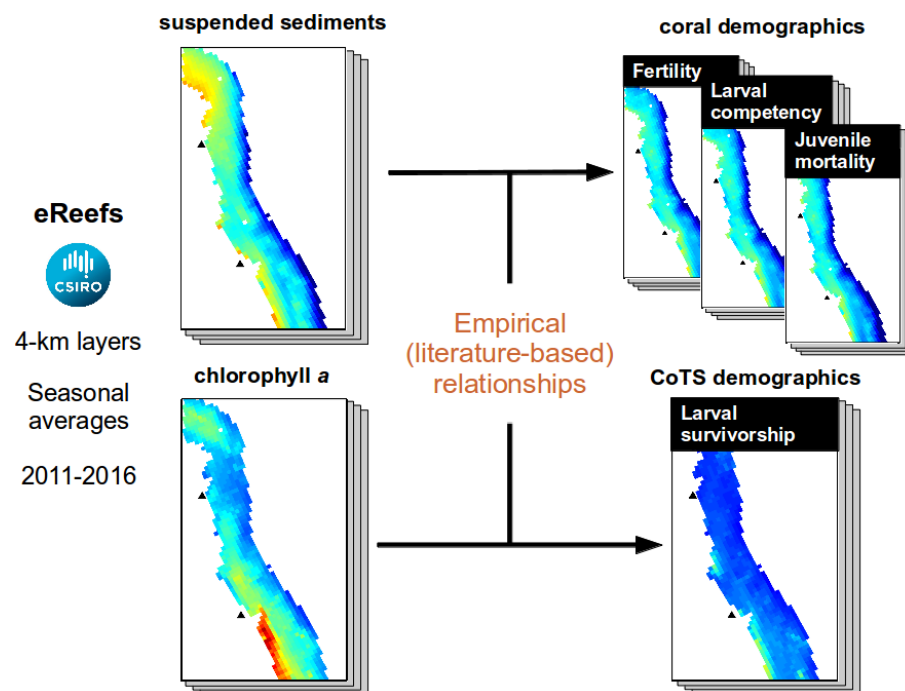 suspended sediments
coral demographics
Fertility
Larval
competency
Juvenile
mortality
eReefs
CSIRO
4-km layers
Seasonal
averages
2011-2016
Empirical
(literature-based)
relationships
chlorophyll a
CoTS demographics
Larval
survivorship